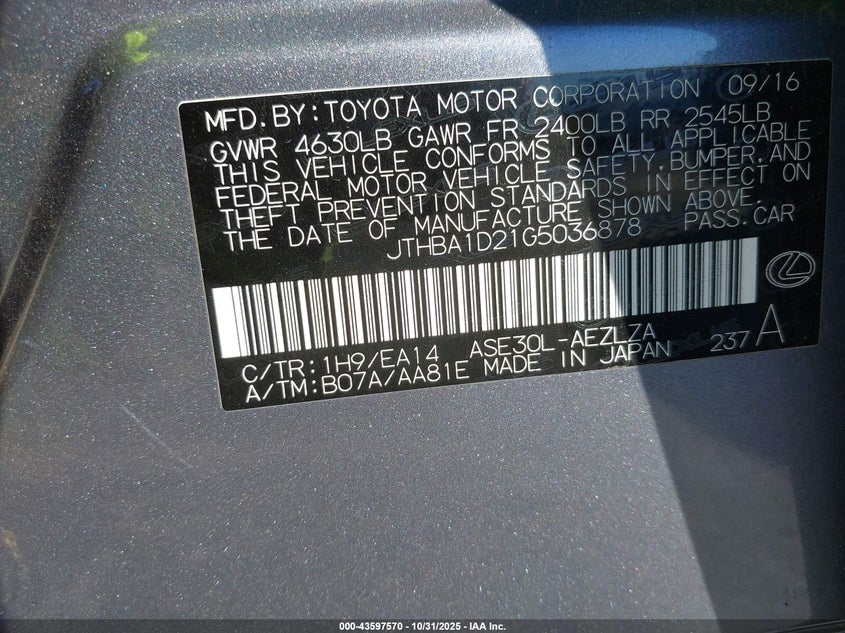 MFD.BY:TOYOTA MOTOR CORPORATION 09/16
GVWR 4630LB GAWR FR 2400LB RR 2545LB
THIS VEHICLE CONFORMS TO ALL APPLICABLE
FEDERAL MOTOR VEHICLE SAFETY,BUMPER,AND
THEFT PREVENTION STANDARDS IN EFFECT ON
THE DATE OF MANUFACTURE SHOWN ABOVE.
JTHBA1D21G5036878 PASS.CAR
C/TR:1H9/EA14 ASE30L-AEZLZA 237 A
A/TM:B07A/AA81E MADE IN JAPAN
000-43597570 - 10/31/2025 - IAA Inc.